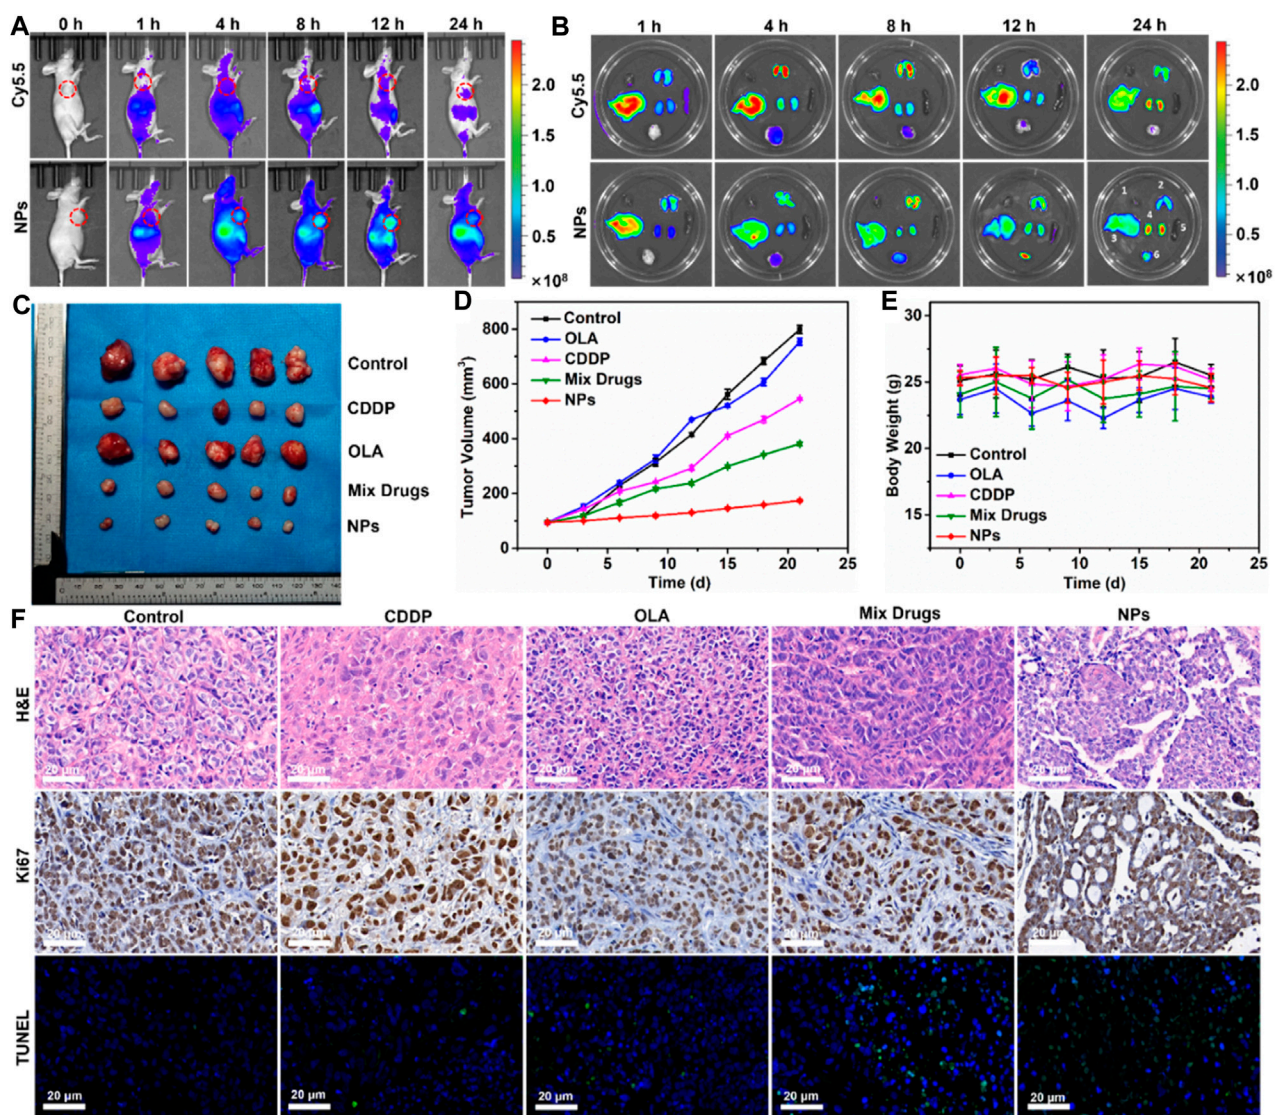 A
0 h 1 h 4 h 8 h 12 h 24 h
Cy5.5
NPs
2.0
1.5
1.0
0.5
×10⁸
B
1 h 4 h 8 h 12 h 24 h
Cy5.5
NPs
1 2 3 4 5 6
2.0
1.5
1.0
0.5
×10⁸
C
Control
CDDP
OLA
Mix Drugs
NPs
D
Control
OLA
CDDP
Mix Drugs
NPs
Tumor Volume (mm³)
800
600
400
200
0
0 5 10 15 20 25
Time (d)
E
Body Weight (g)
30
25
20
15
Control
OLA
CDDP
Mix Drugs
NPs
0 5 10 15 20 25
Time (d)
F
Control CDDP OLA Mix Drugs NPs
H&E
20 μm 20 μm 20 μm 20 μm 20 μm
Ki67
20 μm 20 μm 20 μm 20 μm 20 μm
TUNEL
20 μm 20 μm 20 μm 20 μm 20 μm